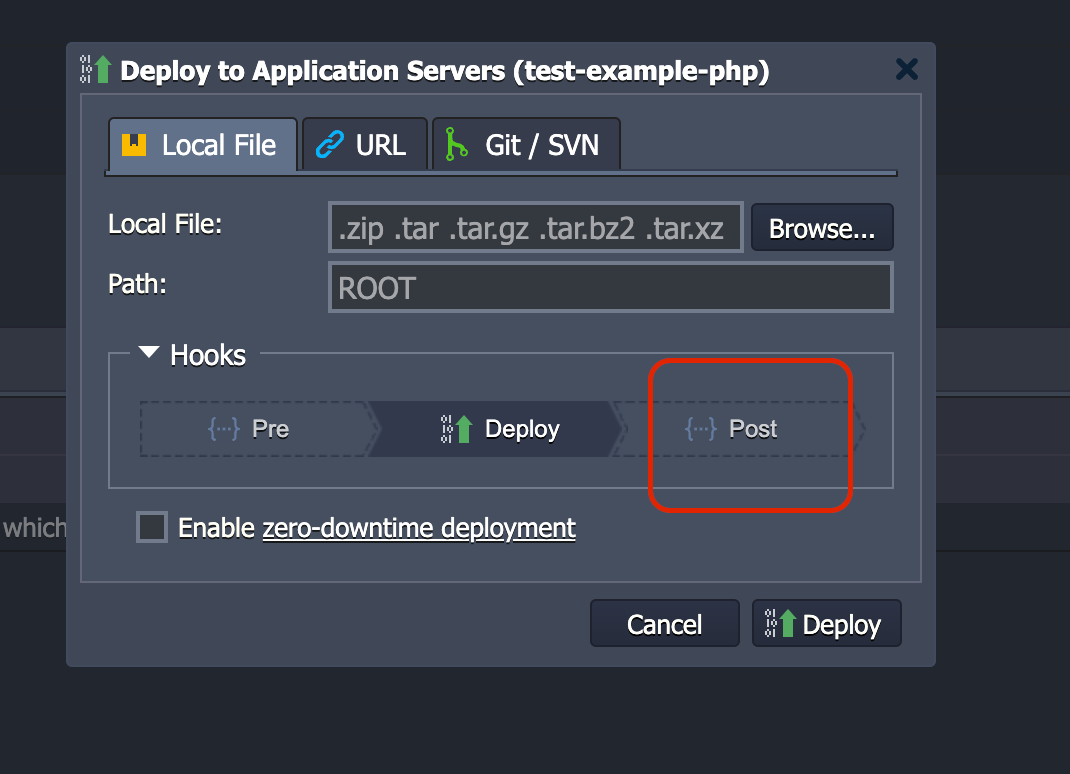 Deploy to Application Servers (test-example-php)
Local File
URL
Git / SVN
Local File:
.zip .tar .tar.gz .tar.bz2 .tar.xz
Browse...
Path:
ROOT
Hooks
Pre
Deploy
Post
which
Enable zero-downtime deployment
Cancel
Deploy